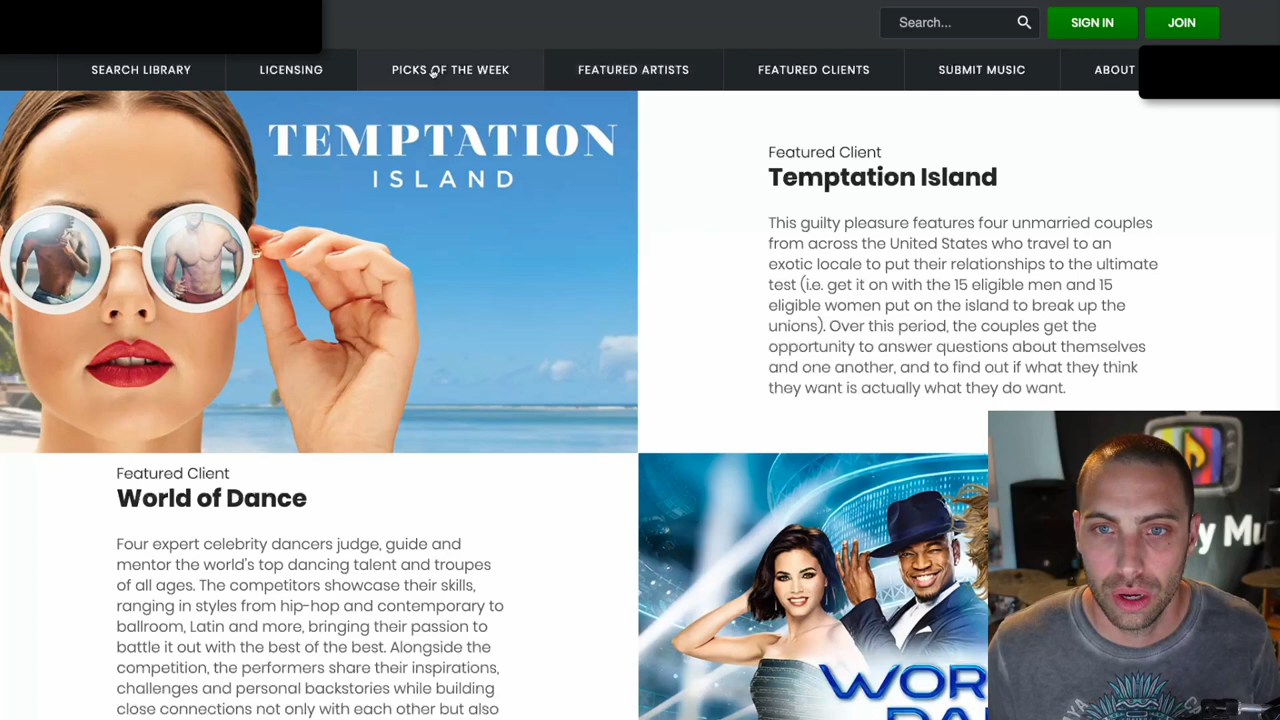 Search...
SIGN IN
JOIN
SEARCH LIBRARY
LICENSING
PICKS OF THE WEEK
FEATURED ARTISTS
FEATURED CLIENTS
SUBMIT MUSIC
ABOUT
TEMPTATION
ISLAND
Featured Client
Temptation Island
This guilty pleasure features four unmarried couples
from across the United States who travel to an
exotic locale to put their relationships to the ultimate
test (i.e. get it on with the 15 eligible men and 15
eligible women put on the island to break up the
unions). Over this period, the couples get the
opportunity to answer questions about themselves
and one another, and to find out if what they think
they want is actually what they do want.
Featured Client
World of Dance
Four expert celebrity dancers judge, guide and
mentor the world's top dancing talent and troupes
of all ages. The competitors showcase their skills,
ranging in styles from hip-hop and contemporary to
ballroom, Latin and more, bringing their passion to
battle it out with the best of the best. Alongside the
competition, the performers share their inspirations,
challenges and personal backstories while building
close connections not only with each other but also
WOR